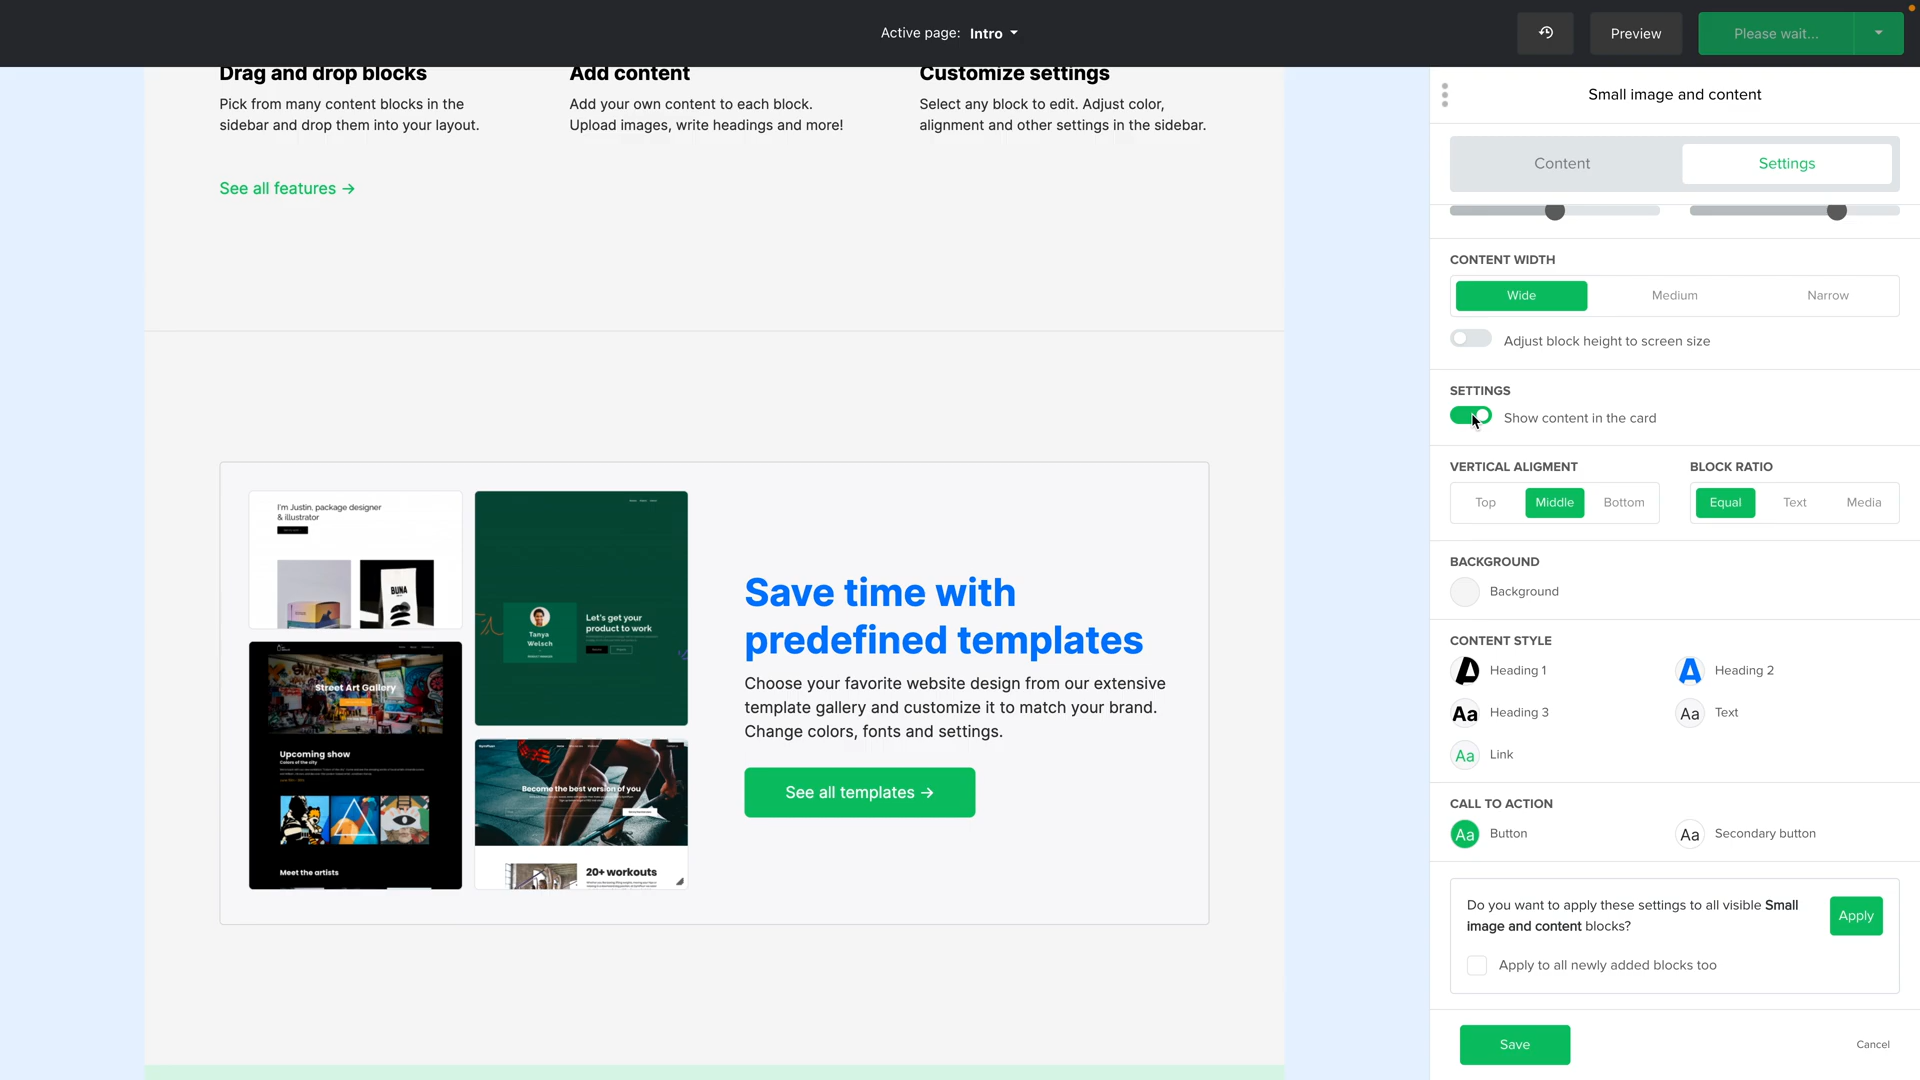 Active page: Intro
Preview
Please wait...
Drag and drop blocks
Pick from many content blocks in the
sidebar and drop them into your layout.
Add content
Add your own content to each block.
Upload images, write headings and more!
Customize settings
Select any block to edit. Adjust color,
alignment and other settings in the sidebar.
See all features →
I'm Justin, package designer
& illustrator
BUNA
Tanya
Welsch
Let's get your
product to work
Street Art Gallery
Upcoming show
Colors of the city
Meet the artists
Become the best version of you
20+ workouts
Save time with
predefined templates
Choose your favorite website design from our extensive
template gallery and customize it to match your brand.
Change colors, fonts and settings.
See all templates →
Small image and content
Content
Settings
CONTENT WIDTH
Wide
Medium
Narrow
Adjust block height to screen size
SETTINGS
Show content in the card
VERTICAL ALIGMENT
Top
Middle
Bottom
BLOCK RATIO
Equal
Text
Media
BACKGROUND
Background
CONTENT STYLE
A Heading 1
A Heading 2
Aa Heading 3
Aa Text
Aa Link
CALL TO ACTION
Aa Button
Aa Secondary button
Do you want to apply these settings to all visible Small
image and content blocks?
Apply
Apply to all newly added blocks too
Save
Cancel